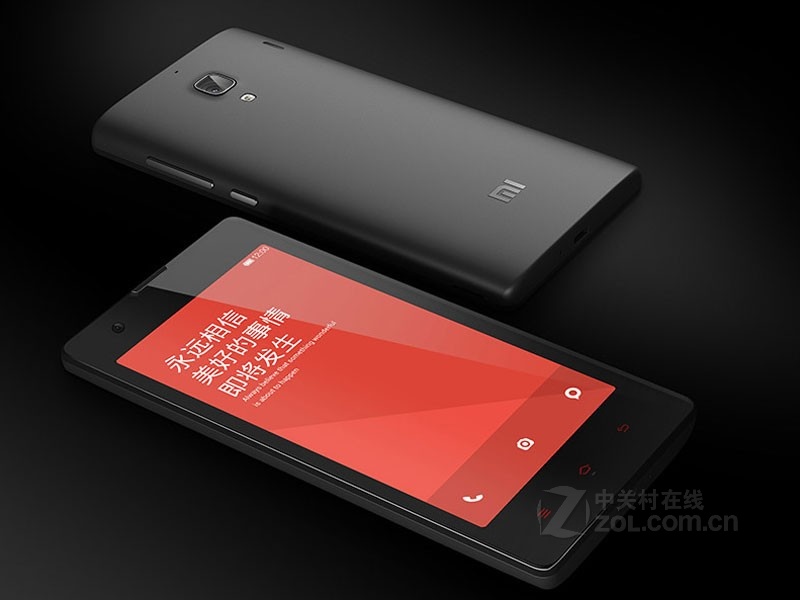 mi
12:00
永远相信
美好的事情
即将发生
Always believe that something wonderful
is about to happen
中关村在线
ZOL.com.cn